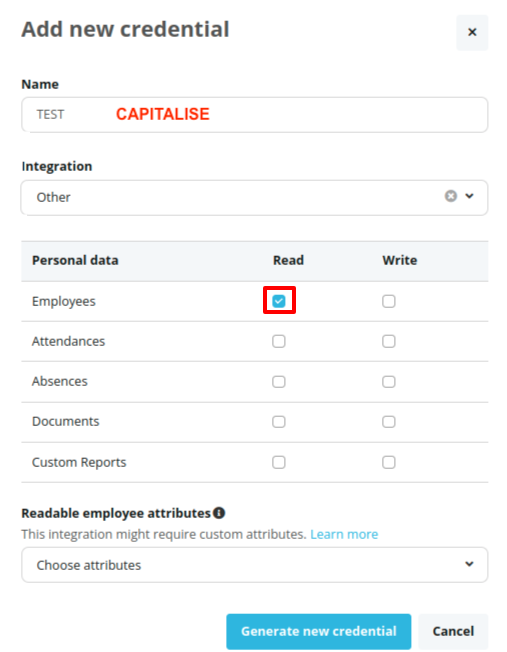 Add new credential
Name
TEST CAPITALISE
Integration
Other
Personal data Read Write
Employees
Attendances
Absences
Documents
Custom Reports
Readable employee attributes
This integration might require custom attributes. Learn more
Choose attributes
Generate new credential Cancel